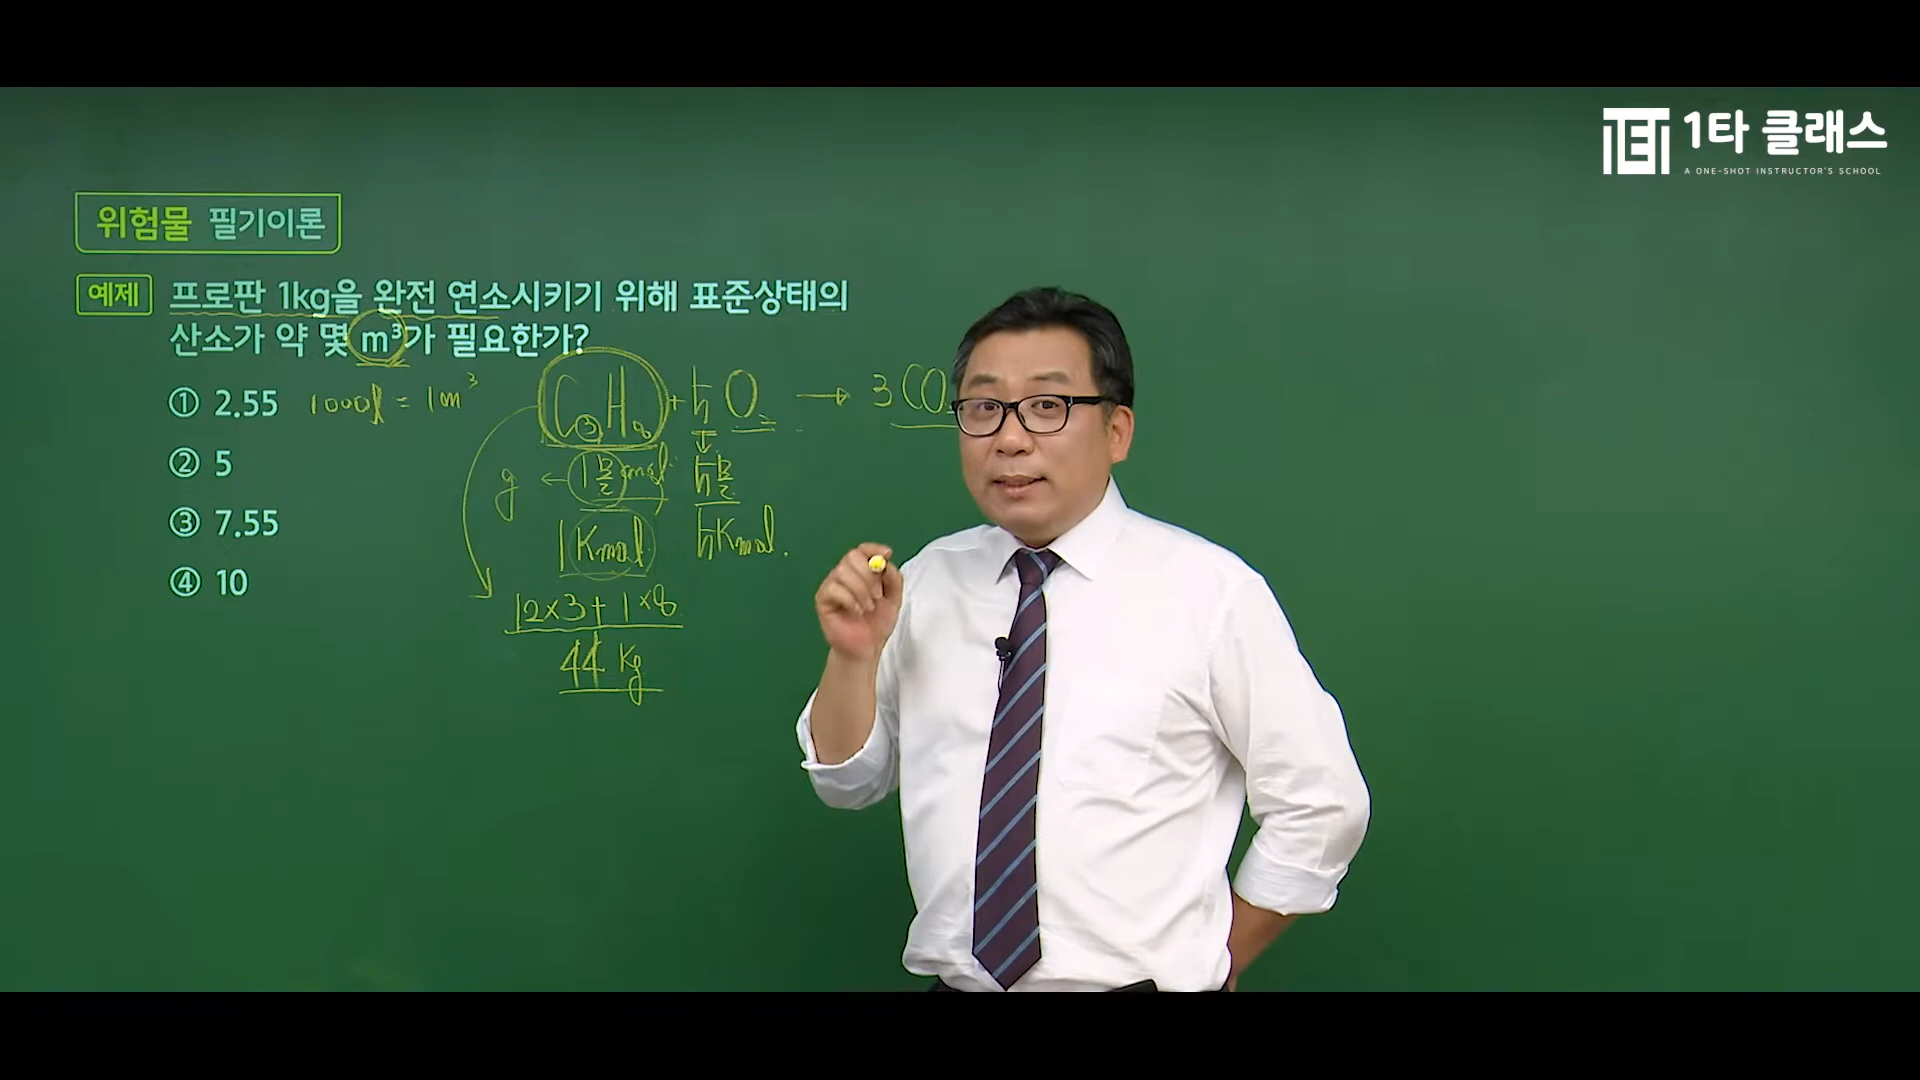 1타 클래스
A ONE-SHOT INSTRUCTOR'S SCHOOL
위험물 필기이론
예제 프로판 1kg을 완전 연소시키기 위해 표준상태의
산소가 약 몇 m³가 필요한가?
① 2.55
1000ℓ = 1m³
C₃H₈ + 5O₂ → 3CO₂
② 5
g ← 1몰 mol. 5몰
③ 7.55
1Kmol. 5Kmol.
④ 10
12×3+1×8
44 Kg